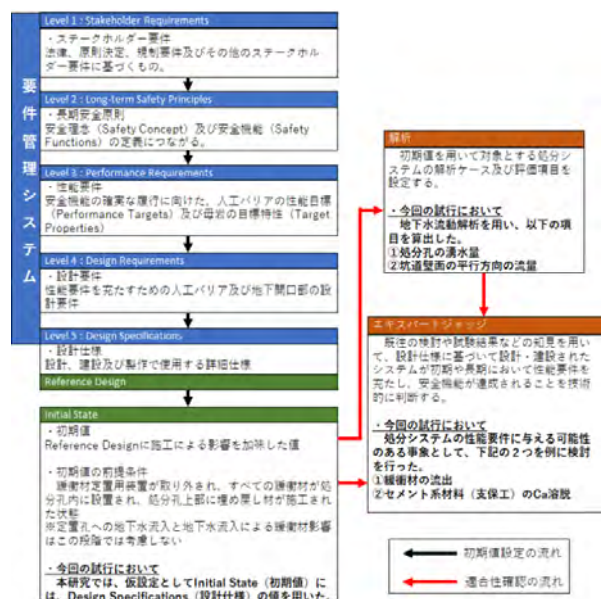 要件管理システム
Level 1 : Stakeholder Requirements
・ステークホルダー要件
法律、原則決定、規制要件及びその他のステークホル
ダー要件に基づくもの。
Level 2 : Long-term Safety Principles
・長期安全原則
安全理念（Safety Concept）及び安全機能（Safety
Functions）の定義につながる。
Level 3 : Performance Requirements
・性能要件
安全機能の確実な履行に向けた、人工バリアの性能目標
（Performance Targets）及び母岩の目標特性（Target
Properties）
Level 4 : Design Requirements
・設計要件
性能要件を充たすための人工バリア及び地下開口部の設
計要件
Level 5 : Design Specifications
・設計仕様
設計、建設及び製作で使用する詳細仕様
Reference Design
Initial State
・初期値
Reference Designに施工による影響を加味した値
・初期値の前提条件
緩衝材定置用装置が取り外され、すべての緩衝材が処
分孔内に設置され、処分孔上部に埋め戻し材が施工され
た状態
※定置孔への地下水流入と地下水流入による緩衝材影響
はこの段階では考慮しない
・今回の試行において
本研究では、仮設定としてInitial State（初期値）に
は、Design Specifications（設計仕様）の値を用いた。
解析
初期値を用いて対象とする処分シ
ステムの解析ケース及び評価項目を
設定する。
・今回の試行において
地下水流動解析を用い、以下の項
目を算出した。
①処分孔の湧水量
②坑道壁面の平行方向の流量
エキスパートジャッジ
既往の検討や試験結果などの知見を用い
て、設計仕様に基づいて設計・建設された
システムが初期や長期において性能要件を
充たし、安全機能が達成されることを技術
的に判断する。
・今回の試行において
処分システムの性能要件に与える可能性
のある事象として、下記の２つを例に検討
を行った。
①緩衝材の流出
②セメント系材料（支保工）のCa溶脱
初期値設定の流れ
適合性確認の流れ